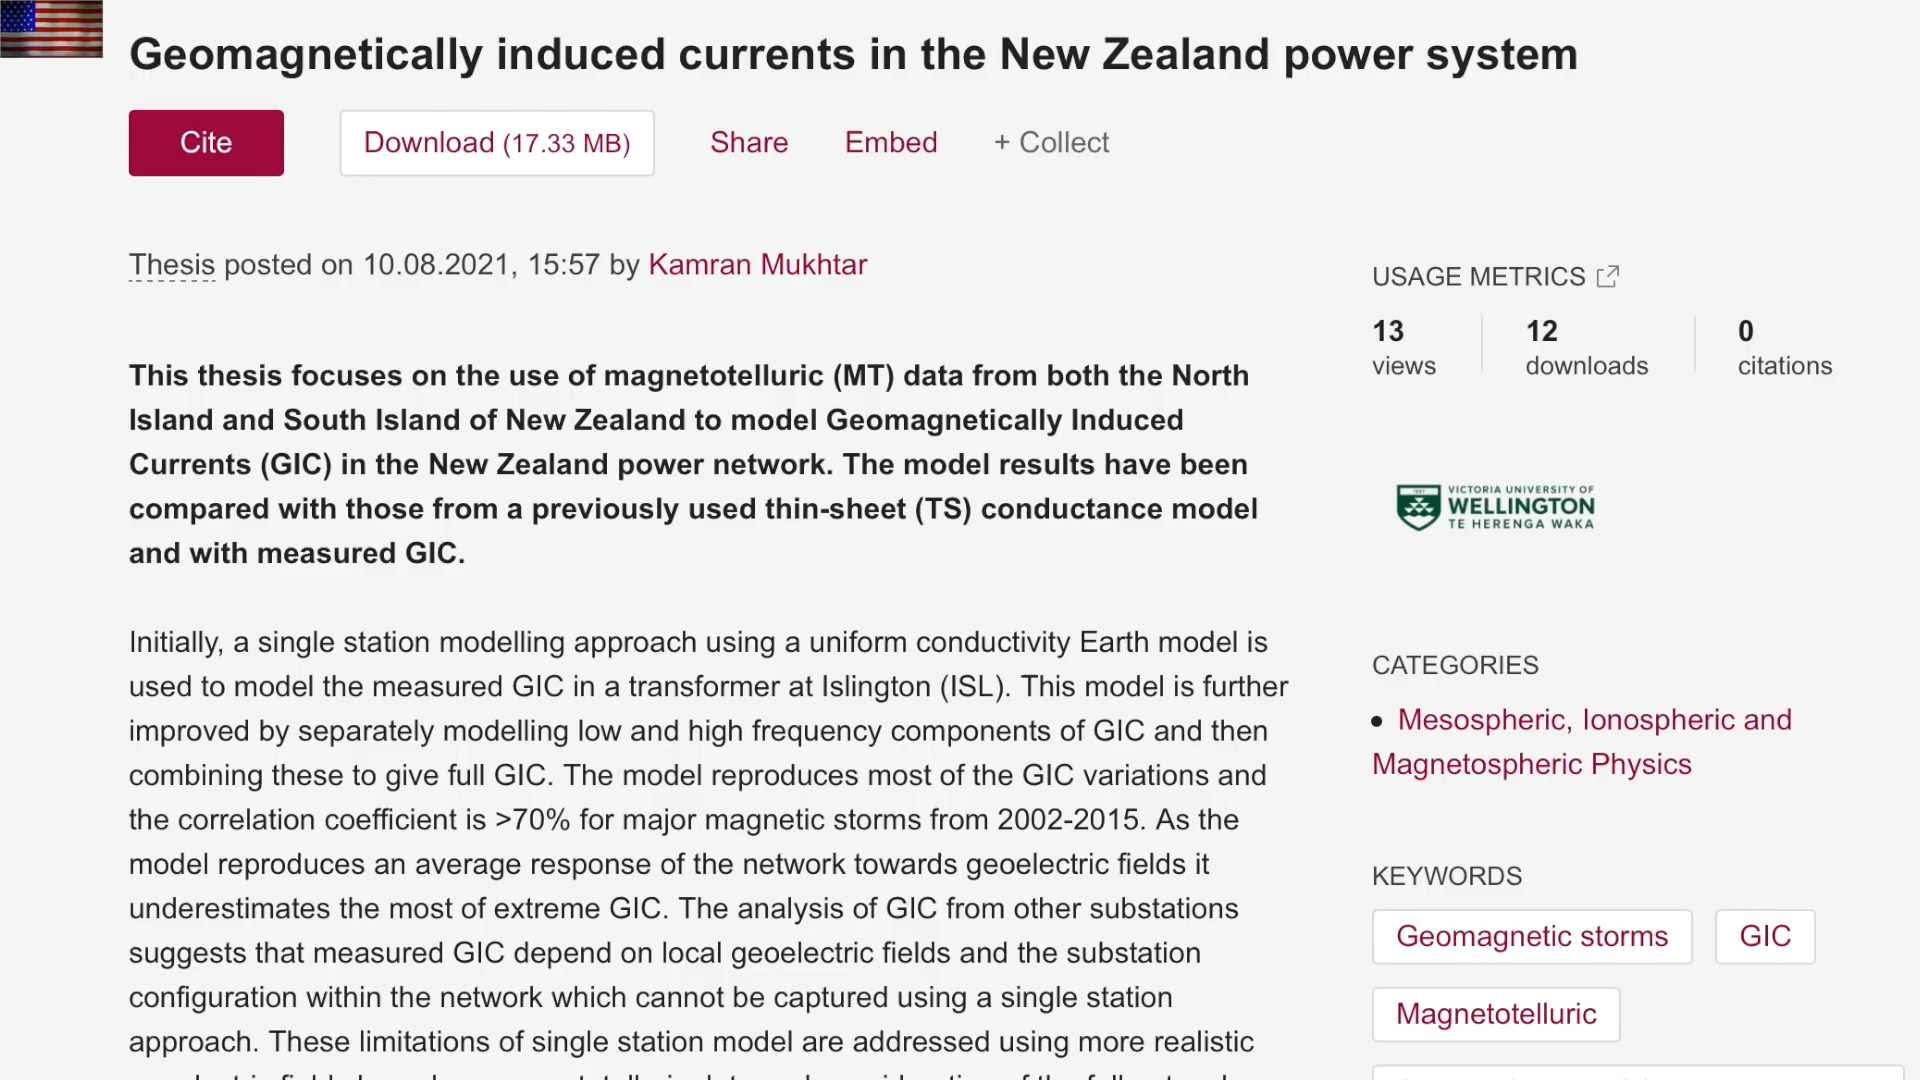 Geomagnetically induced currents in the New Zealand power system
Cite
Download (17.33 MB)
Share
Embed
+ Collect
Thesis posted on 10.08.2021, 15:57 by Kamran Mukhtar
This thesis focuses on the use of magnetotelluric (MT) data from both the North
Island and South Island of New Zealand to model Geomagnetically Induced
Currents (GIC) in the New Zealand power network. The model results have been
compared with those from a previously used thin-sheet (TS) conductance model
and with measured GIC.
Initially, a single station modelling approach using a uniform conductivity Earth model is
used to model the measured GIC in a transformer at Islington (ISL). This model is further
improved by separately modelling low and high frequency components of GIC and then
combining these to give full GIC. The model reproduces most of the GIC variations and
the correlation coefficient is >70% for major magnetic storms from 2002-2015. As the
model reproduces an average response of the network towards geoelectric fields it
underestimates the most of extreme GIC. The analysis of GIC from other substations
suggests that measured GIC depend on local geoelectric fields and the substation
configuration within the network which cannot be captured using a single station
approach. These limitations of single station model are addressed using more realistic
USAGE METRICS
13
views
12
downloads
0
citations
VICTORIA UNIVERSITY OF
WELLINGTON
TE HERENGA WAKA
CATEGORIES
• Mesospheric, Ionospheric and
Magnetospheric Physics
KEYWORDS
Geomagnetic storms
GIC
Magnetotelluric